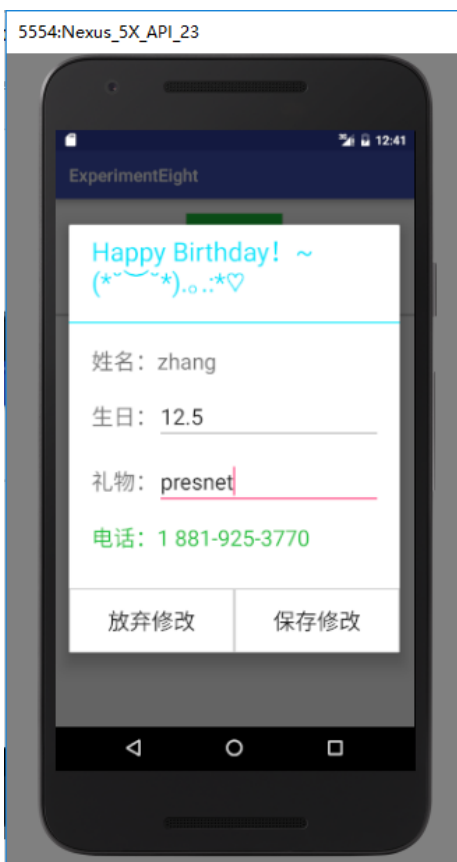 5554:Nexus_5X_API_23
12:41
ExperimentEight
Happy Birthday！~
(*˘︶˘*).｡.:*♡
姓名：zhang
生日：12.5
礼物：presnet
电话：1 881-925-3770
放弃修改 保存修改